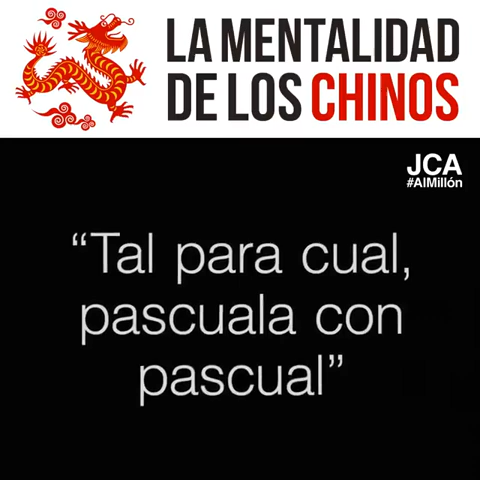 LA MENTALIDAD
DE LOS CHINOS
JCA
#AlMillón
“Tal para cual,
pascuala con
pascual”